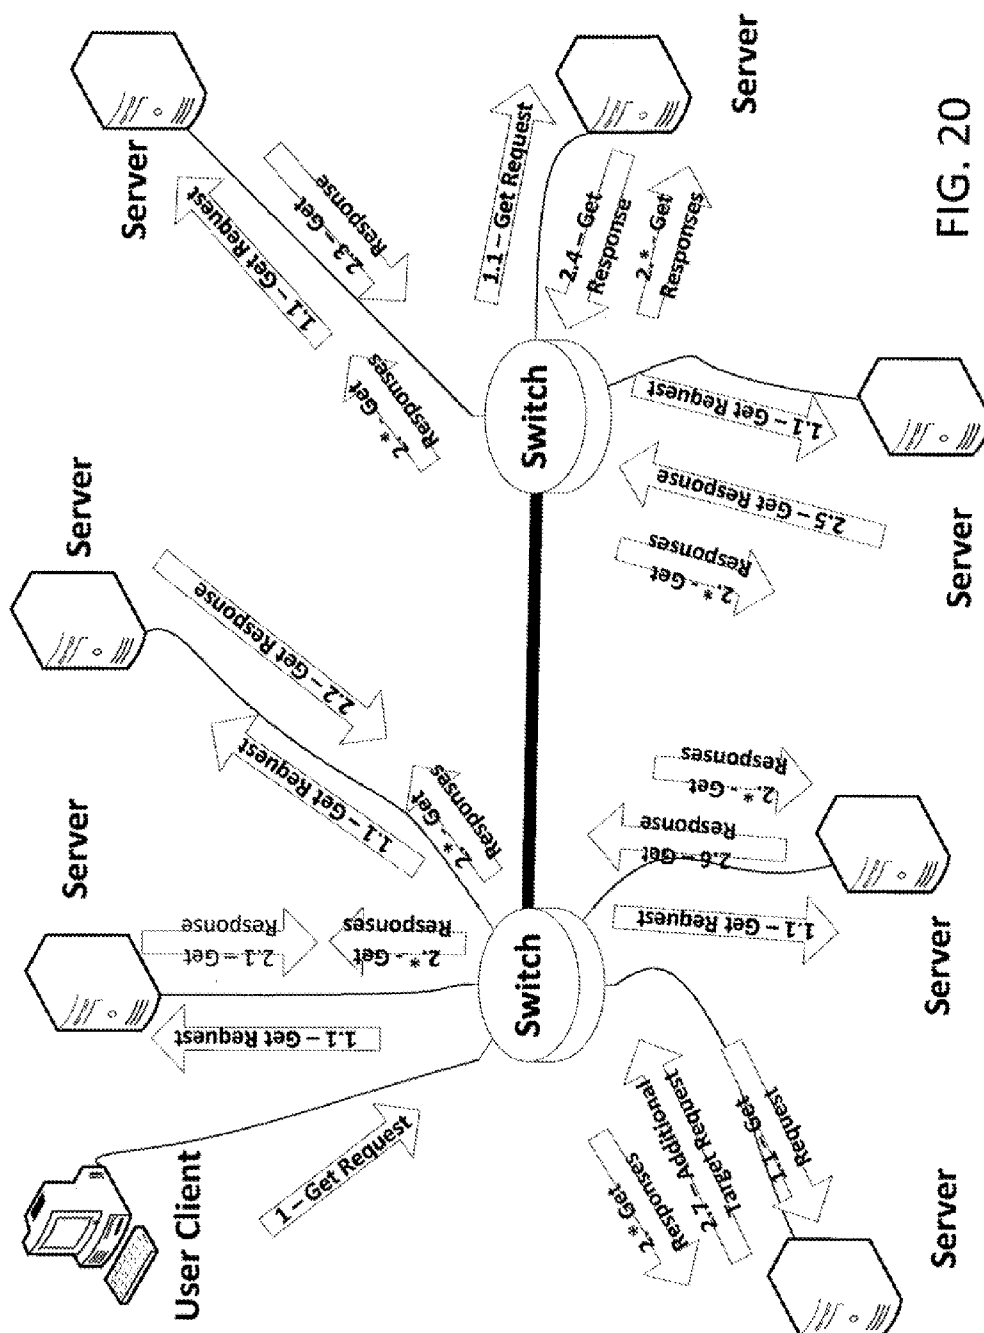 User Client
Server
Server
Server
1 – Get Request
1.1 – Get Request
2.1 – Get
Response
2.* - Get
Responses
1.1 – Get Request
2.2 – Get Response
2.* - Get
Responses
1.1 – Get Request
2.3 – Get
Response
2.* - Get
Responses
Switch
Switch
1.1 – Get Request
2.4 – Get
Response
2.* - Get
Responses
Server
2.* Get
Responses
2.7 – Additional
Target Request
1.1 – Get
Request
1.1 – Get Request
2.6 – Get
Response
2.* - Get
Responses
2.* - Get
Responses
2.5 – Get Response
1.1 – Get Request
Server
Server
Server
FIG. 20